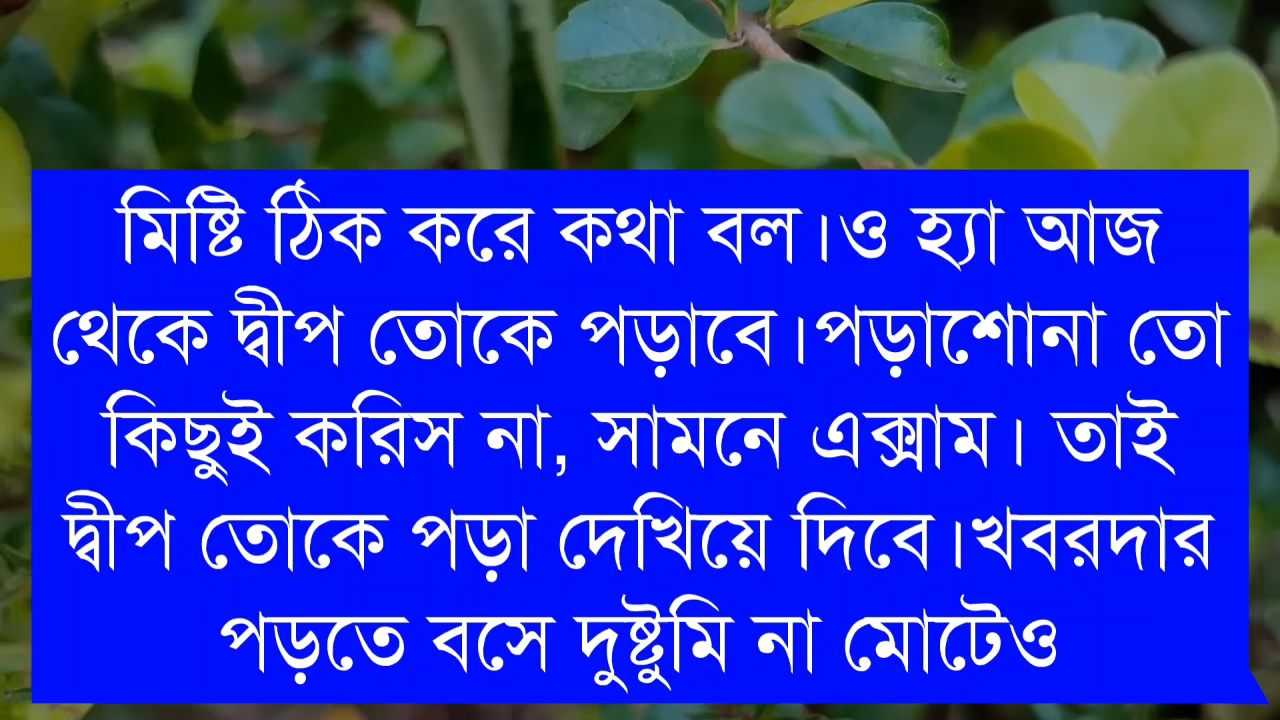 মিষ্টি ঠিক করে কথা বল।ও হ্যা আজ
থেকে দ্বীপ তোকে পড়াবে।পড়াশোনা তো
কিছুই করিস না, সামনে এক্সাম। তাই
দ্বীপ তোকে পড়া দেখিয়ে দিবে।খবরদার
পড়তে বসে দুষ্টুমি না মোটেও